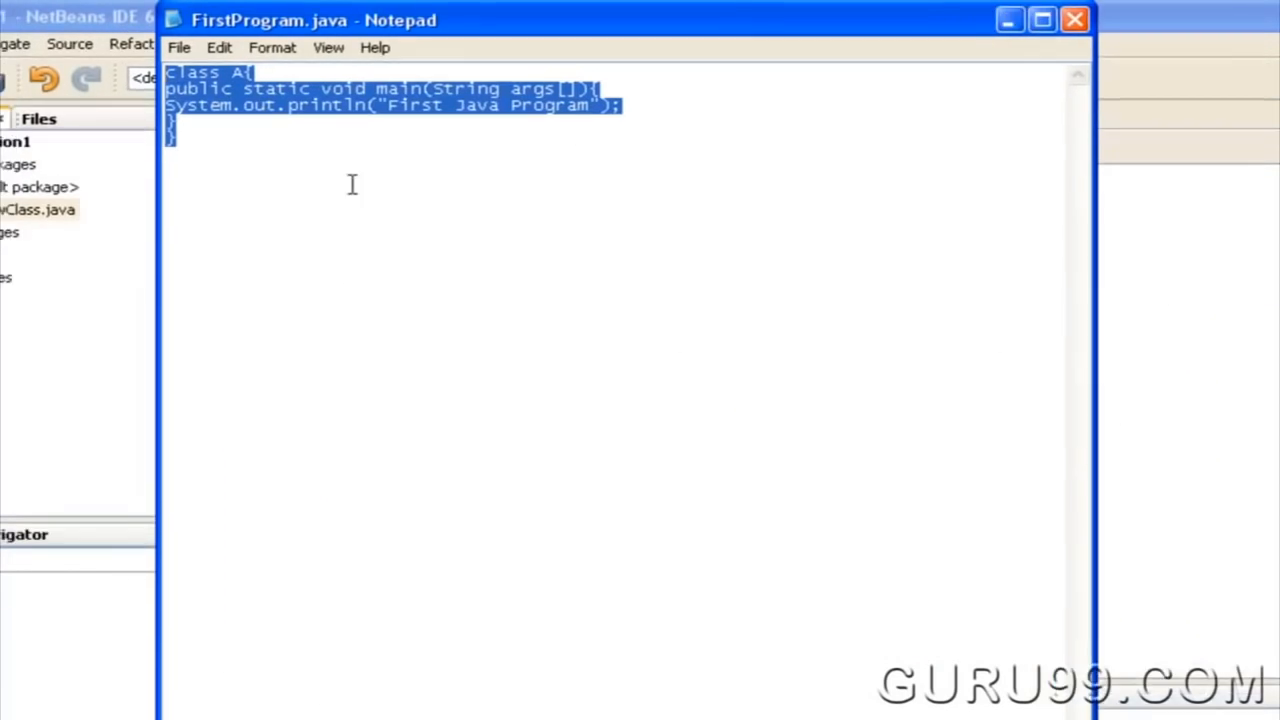 1 - NetBeans IDE 6
FirstProgram.java - Notepad
gate Source Refact
File Edit Format View Help
<de
class A{
public static void main(String args[]){
System.out.println("First Java Program");
}
}
Files
ion1
kages
lt package>
wClass.java
ges
es
igator
GURU99.COM